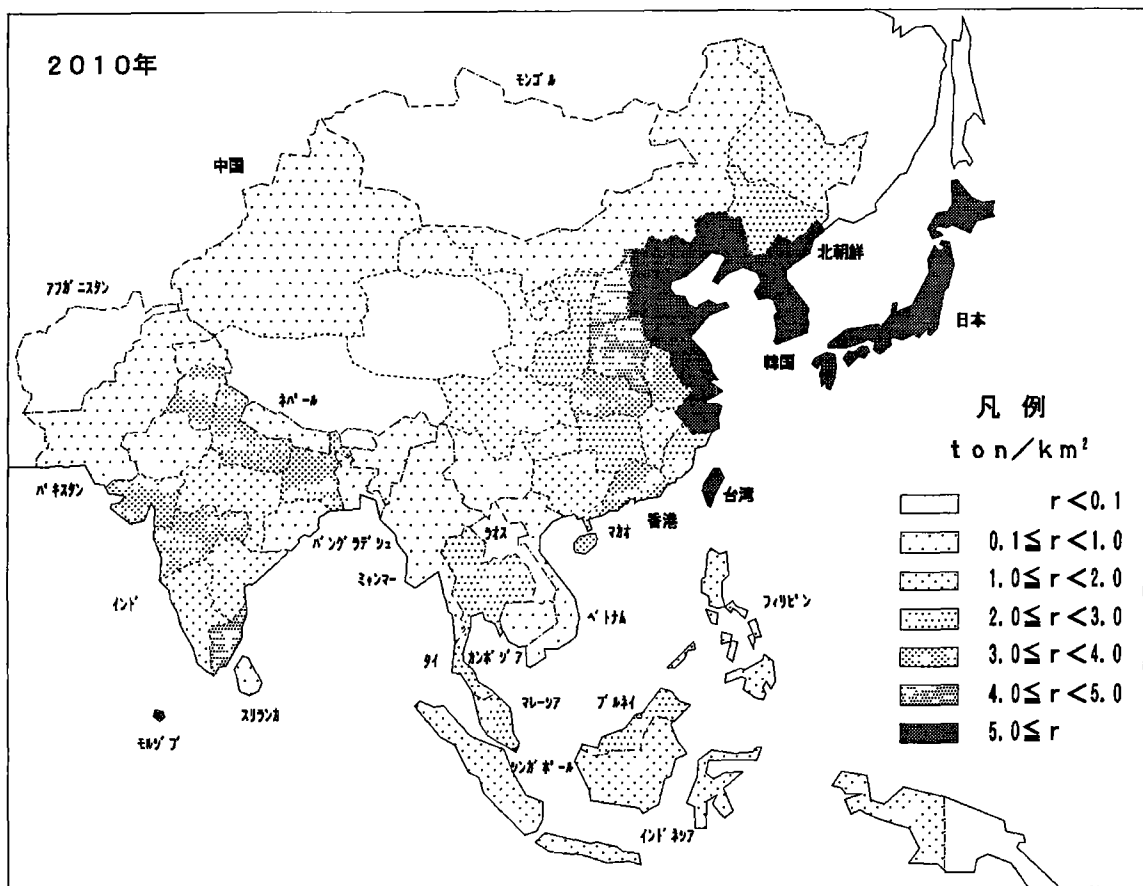 2010年
モンゴル
中国
北朝鮮
アフガニスタン
日本
韓国
ネパール
凡例
ton/km²
パキスタン
台湾
r<0.1
香港
マカオ
ラオス
0.1≦r<1.0
バングラデシュ
ミャンマー
1.0≦r<2.0
フィリピン
インド
ベトナム
2.0≦r<3.0
タイ
カンボジア
3.0≦r<4.0
スリランカ
マレーシア
ブルネイ
4.0≦r<5.0
モルジブ
5.0≦r
シンガポール
インドネシア